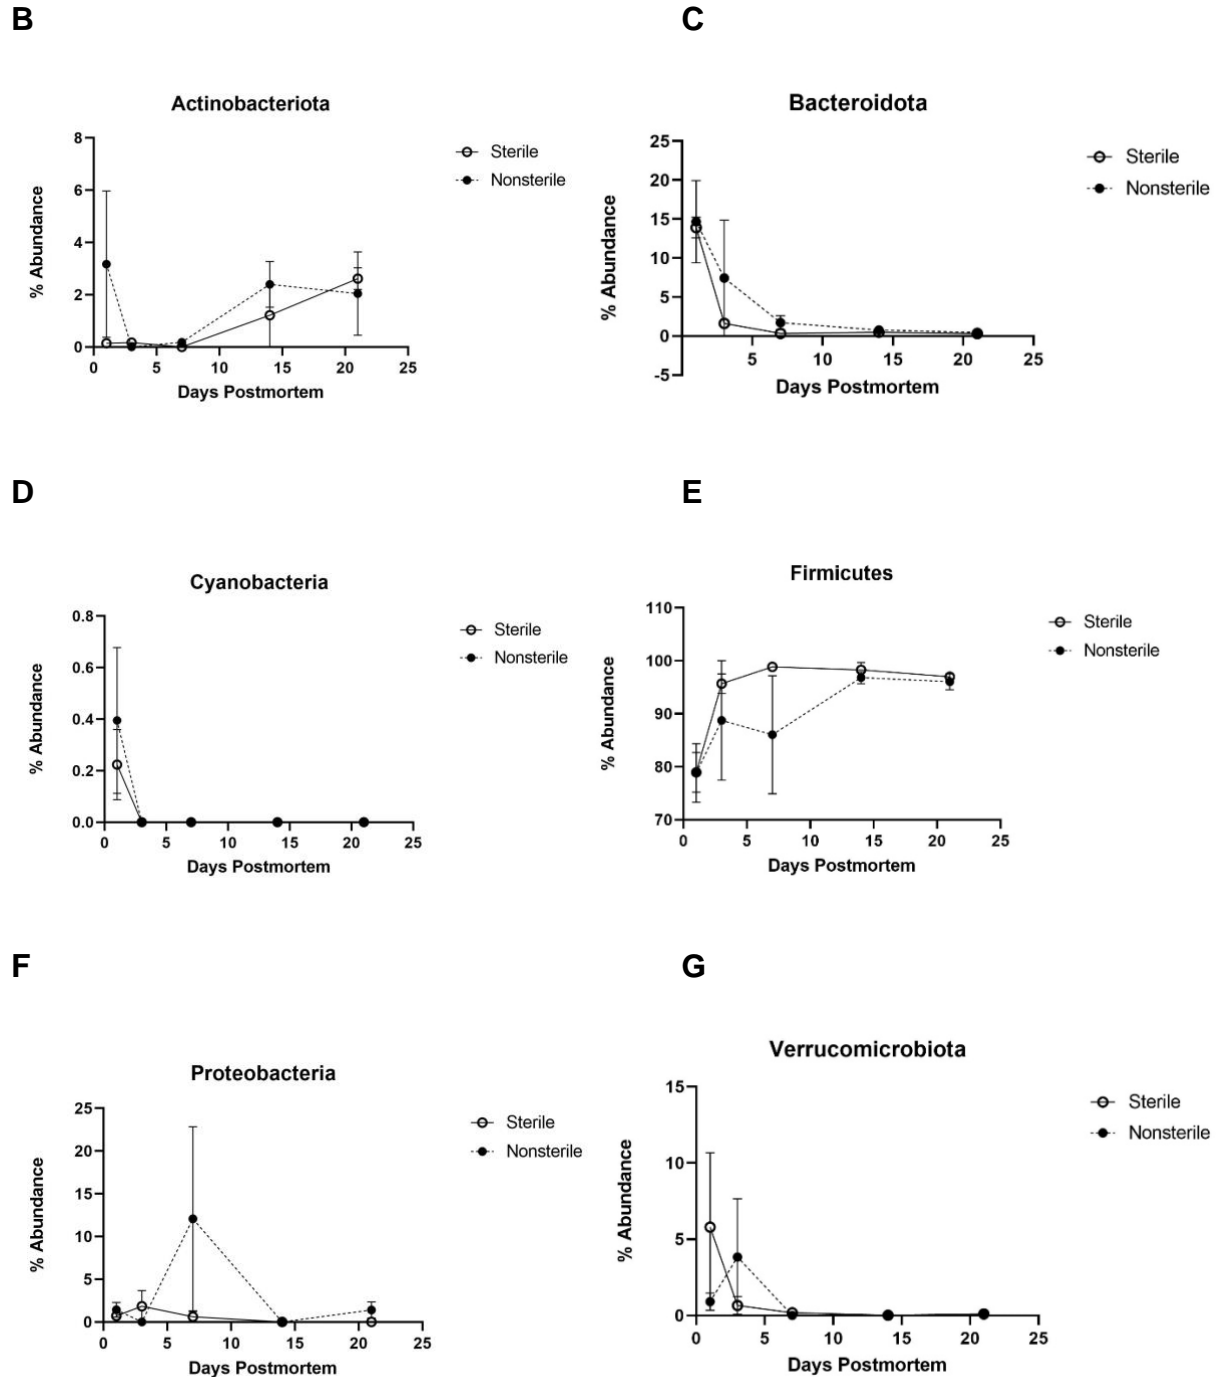 B
C
Actinobacteriota
8
6
4
2
0
% Abundance
0 5 10 15 20 25
Days Postmortem
Sterile
Nonsterile
Bacteroidota
25
20
15
10
5
0
-5
% Abundance
5 10 15 20 25
Days Postmortem
Sterile
Nonsterile
D
E
Cyanobacteria
0.8
0.6
0.4
0.2
0.0
% Abundance
0 5 10 15 20 25
Days Postmortem
Sterile
Nonsterile
Firmicutes
110
100
90
80
70
% Abundance
0 5 10 15 20 25
Days Postmortem
Sterile
Nonsterile
F
G
Proteobacteria
25
20
15
10
5
0
% Abundance
0 5 10 15 20 25
Days Postmortem
Sterile
Nonsterile
Verrucomicrobiota
15
10
5
0
% Abundance
0 5 10 15 20 25
Days Postmortem
Sterile
Nonsterile